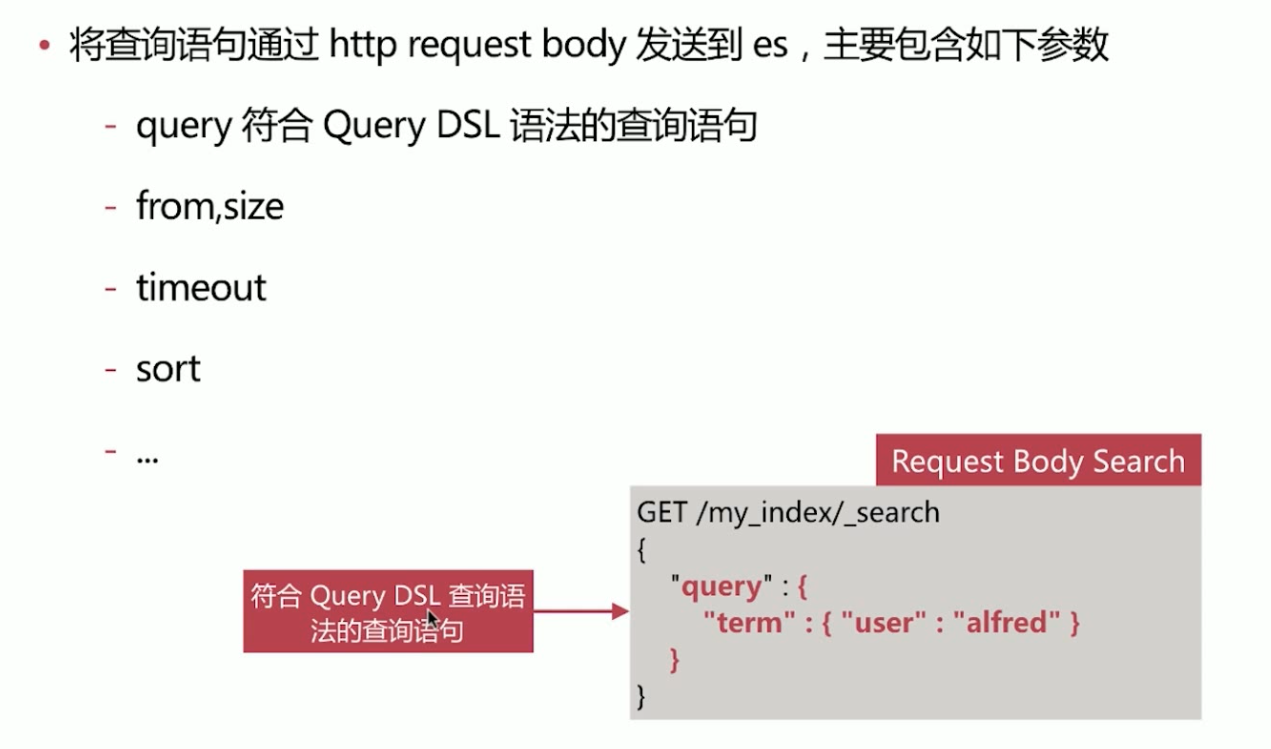 • 将查询语句通过 http request body 发送到 es，主要包含如下参数
- query 符合 Query DSL 语法的查询语句
- from,size
- timeout
- sort
- ...
Request Body Search
GET /my_index/_search
{
"query" : {
"term" : { "user" : "alfred" }
}
}
符合 Query DSL 查询语
法的查询语句